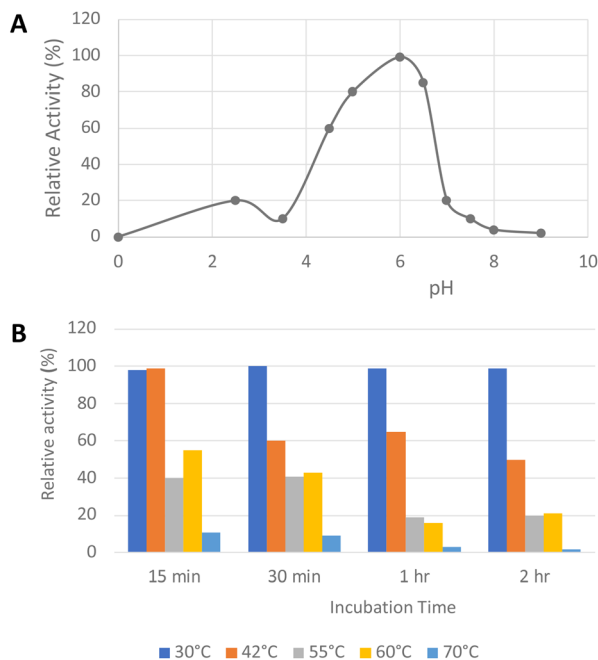 A
Relative Activity (%)
120
100
80
60
40
20
0
0 2 4 6 8 10
pH
B
Relative activity (%)
120
100
80
60
40
20
0
15 min 30 min 1 hr 2 hr
Incubation Time
30°C 42°C 55°C 60°C 70°C